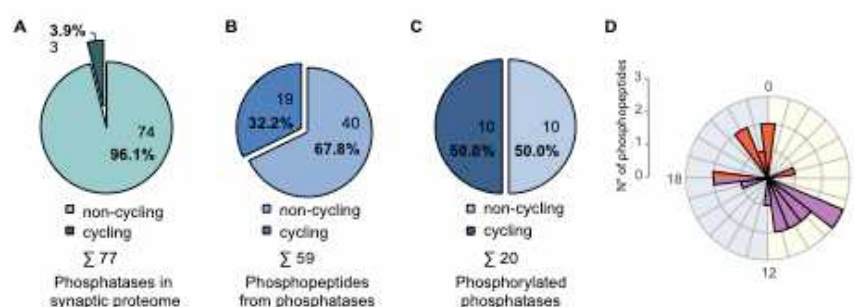 A
3.9%
3
74
96.1%
non-cycling
cycling
∑ 77
Phosphatases in
synaptic proteome
B
19
32.2%
40
67.8%
non-cycling
cycling
∑ 59
Phosphopeptides
from phosphatases
C
10
50.0%
10
50.0%
non-cycling
cycling
∑ 20
Phosphorylated
phosphatases
D
N° of phosphopeptides
3
2
1
0
0
18
12